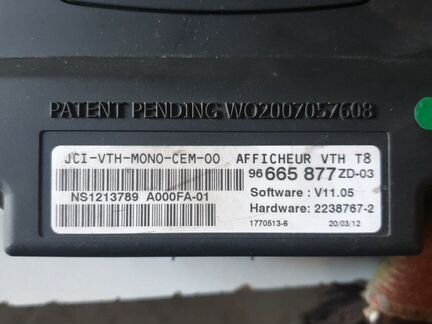 PATENT PENDING WO2007057608
JCI-VTH-MONO-CEM-00 AFFICHEUR VTH T8
96 665 877 ZD-03
NS1213789 A000FA-01 Software : V11.05
Hardware: 2238767-2
1770513-6 20/03/12